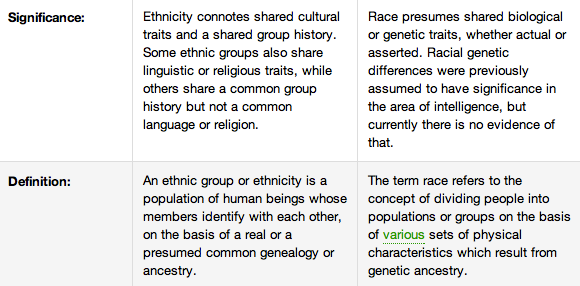 Significance:
Ethnicity connotes shared cultural
traits and a shared group history.
Some ethnic groups also share
linguistic or religious traits, while
others share a common group
history but not a common
language or religion.
Race presumes shared biological
or genetic traits, whether actual or
asserted. Racial genetic
differences were previously
assumed to have significance in
the area of intelligence, but
currently there is no evidence of
that.
Definition:
An ethnic group or ethnicity is a
population of human beings whose
members identify with each other,
on the basis of a real or a
presumed common genealogy or
ancestry.
The term race refers to the
concept of dividing people into
populations or groups on the basis
of various sets of physical
characteristics which result from
genetic ancestry.